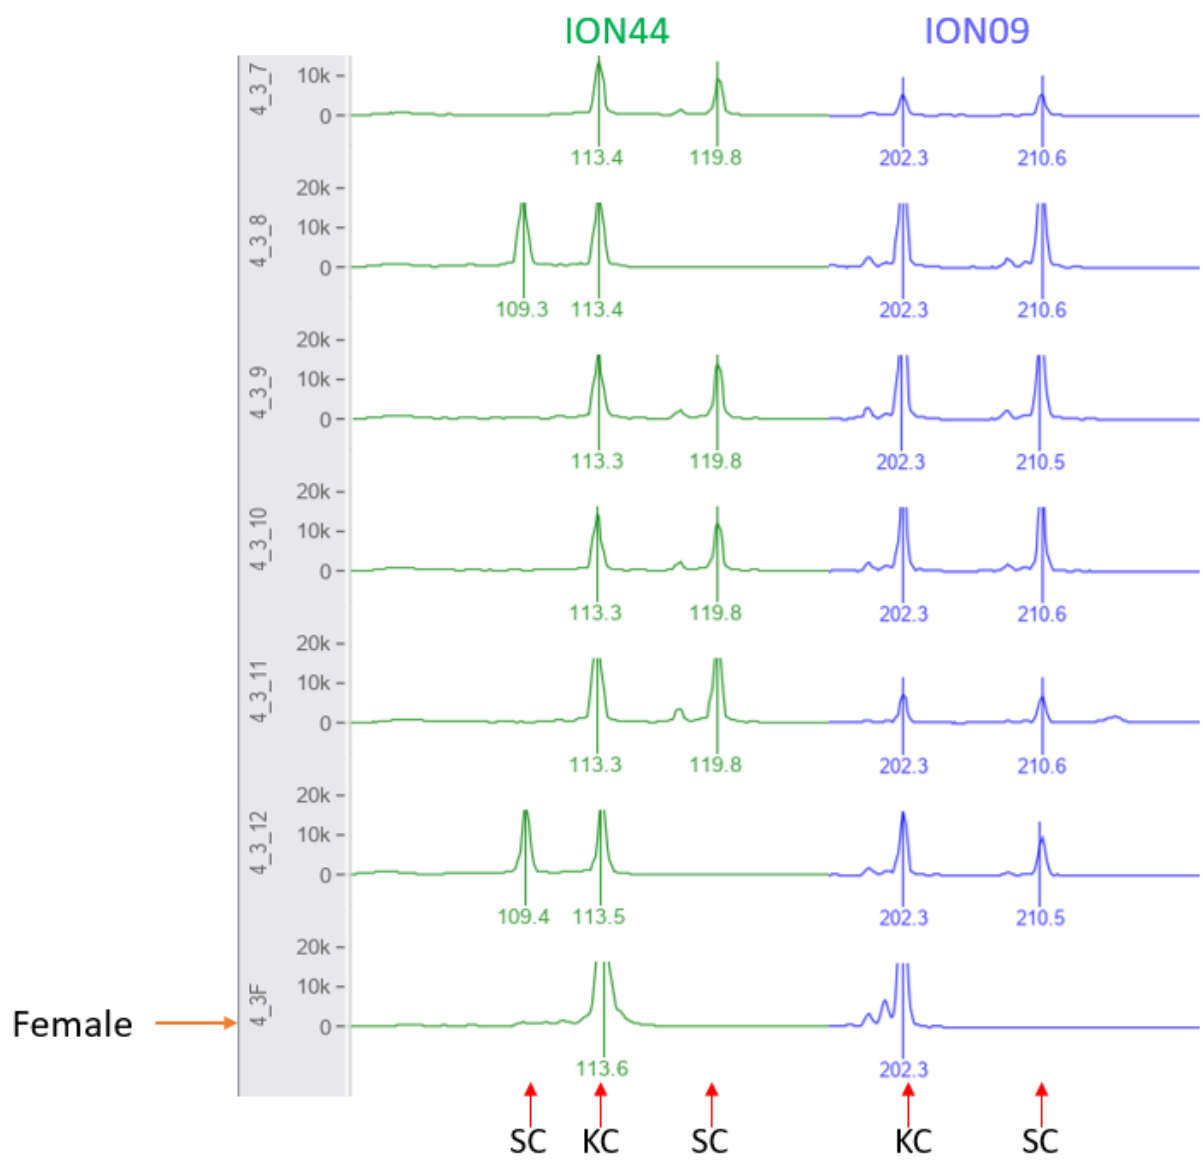 ION44 ION09
4_3_7
10k
0
113.4 119.8 202.3 210.6
4_3_8
20k
10k
0
109.3 113.4 202.3 210.6
4_3_9
20k
10k
0
113.3 119.8 202.3 210.5
4_3_10
20k
10k
0
113.3 119.8 202.3 210.6
4_3_11
20k
10k
0
113.3 119.8 202.3 210.6
4_3_12
20k
10k
0
109.4 113.5 202.3 210.5
Female
4_3F
20k
10k
0
113.6 202.3
SC KC SC KC SC